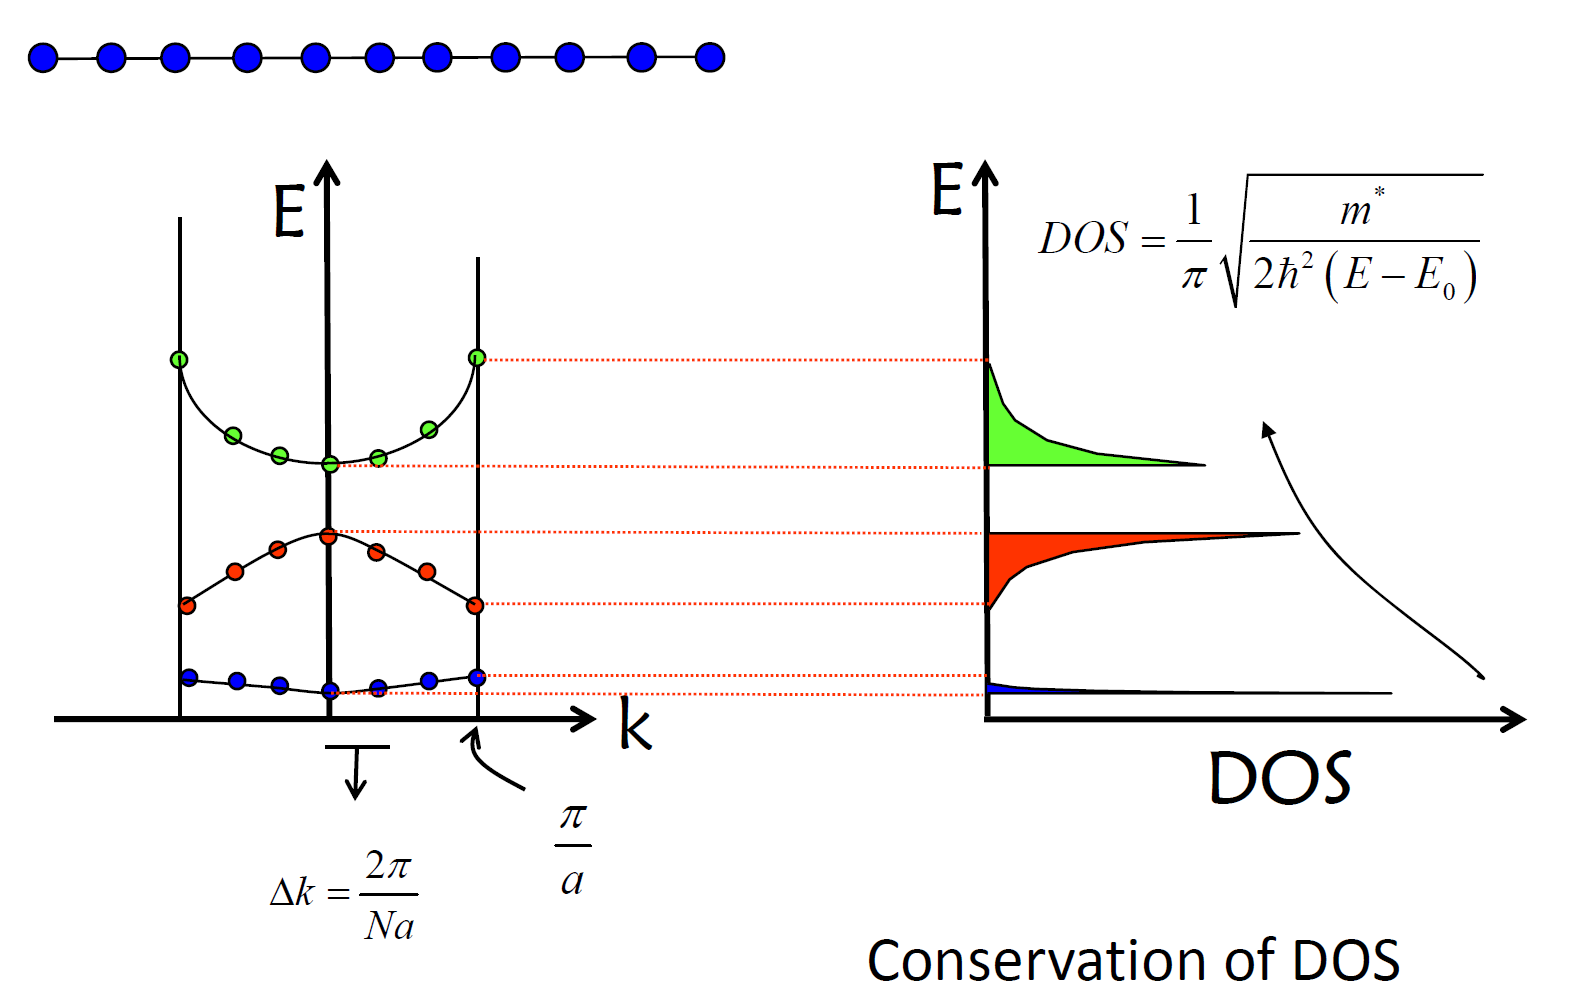 E
k
Δk = 2π / Na
π / a
E
DOS = 1/π √(m* / 2ħ² (E − E₀))
DOS
Conservation of DOS